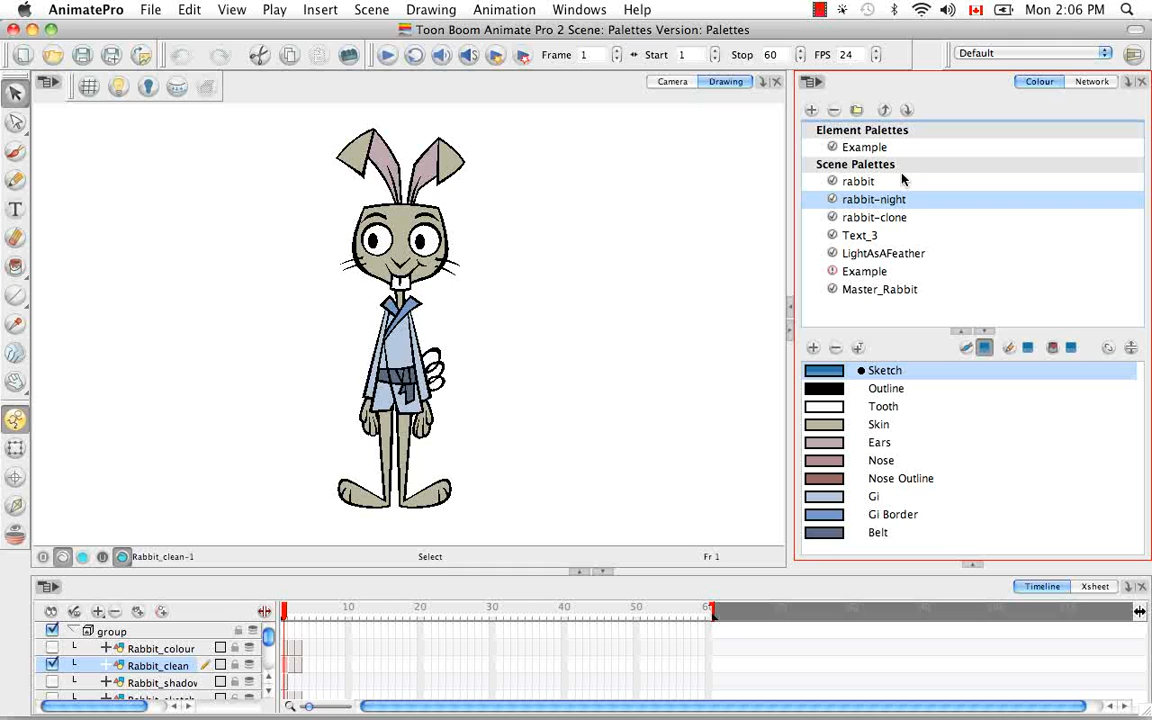 AnimatePro File Edit View Play Insert Scene Drawing Animation Windows Help Mon 2:06 PM
Toon Boom Animate Pro 2 Scene: Palettes Version: Palettes
Frame 1 Start 1 Stop 60 FPS 24 Default
Camera Drawing
Colour Network
Element Palettes
Example
Scene Palettes
rabbit
rabbit-night
rabbit-clone
Text_3
LightAsAFeather
Example
Master_Rabbit
Sketch
Outline
Tooth
Skin
Ears
Nose
Nose Outline
Gi
Gi Border
Belt
Rabbit_clean-1 Select Fr 1
Timeline Xsheet
10 20 30 40 50
group
Rabbit_colour
Rabbit_clean
Rabbit_shadov